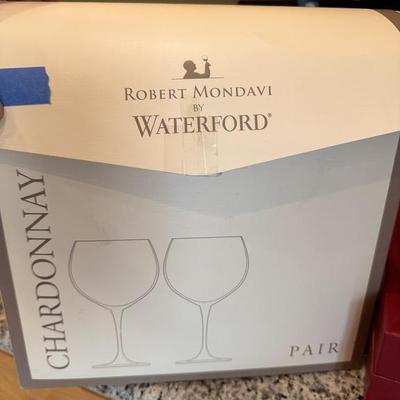 ROBERT MONDAVI
BY
WATERFORD®
CHARDONNAY
PAIR